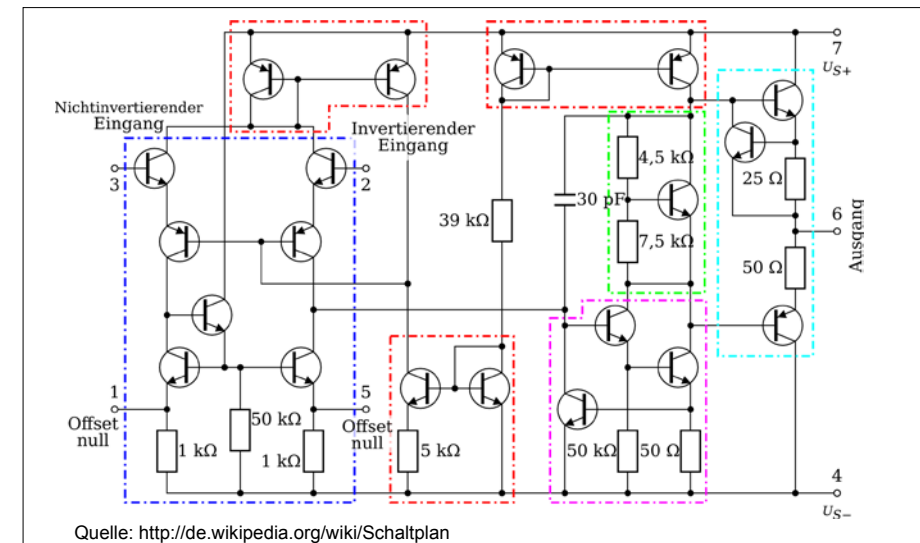 7
U_S+
Nichtinvertierender
Eingang
Invertierender
Eingang
3
2
4,5 kΩ
25 Ω
39 kΩ
30 pF
6
Ausgang
7,5 kΩ
50 Ω
1
Offset
null
5
Offset
null
50 kΩ
1 kΩ
1 kΩ
5 kΩ
50 kΩ
50 Ω
4
U_S−
Quelle: http://de.wikipedia.org/wiki/Schaltplan